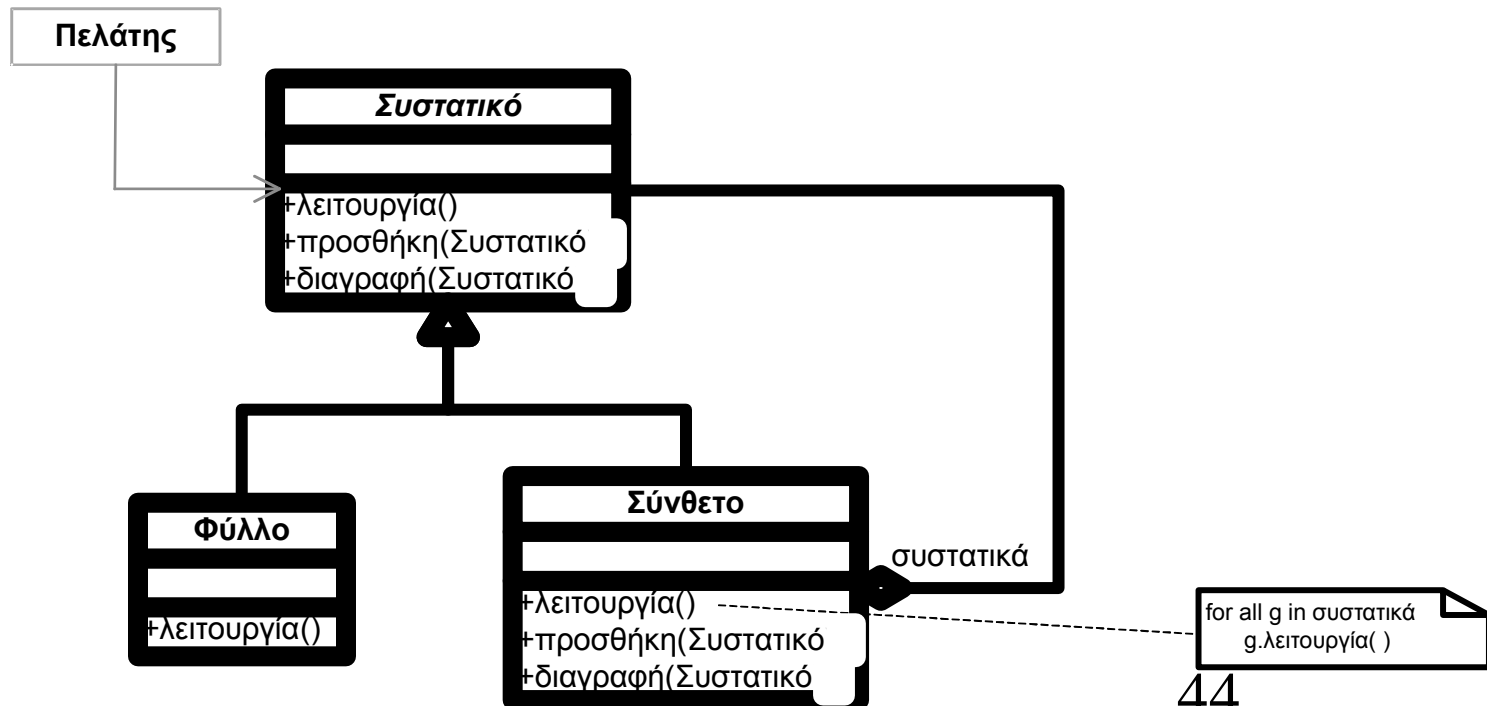 Πελάτης
Συστατικό
+λειτουργία()
+προσθήκη(Συστατικό
+διαγραφή(Συστατικό
Φύλλο
+λειτουργία()
Σύνθετο
+λειτουργία()
+προσθήκη(Συστατικό
+διαγραφή(Συστατικό
συστατικά
for all g in συστατικά
g.λειτουργία( )
44